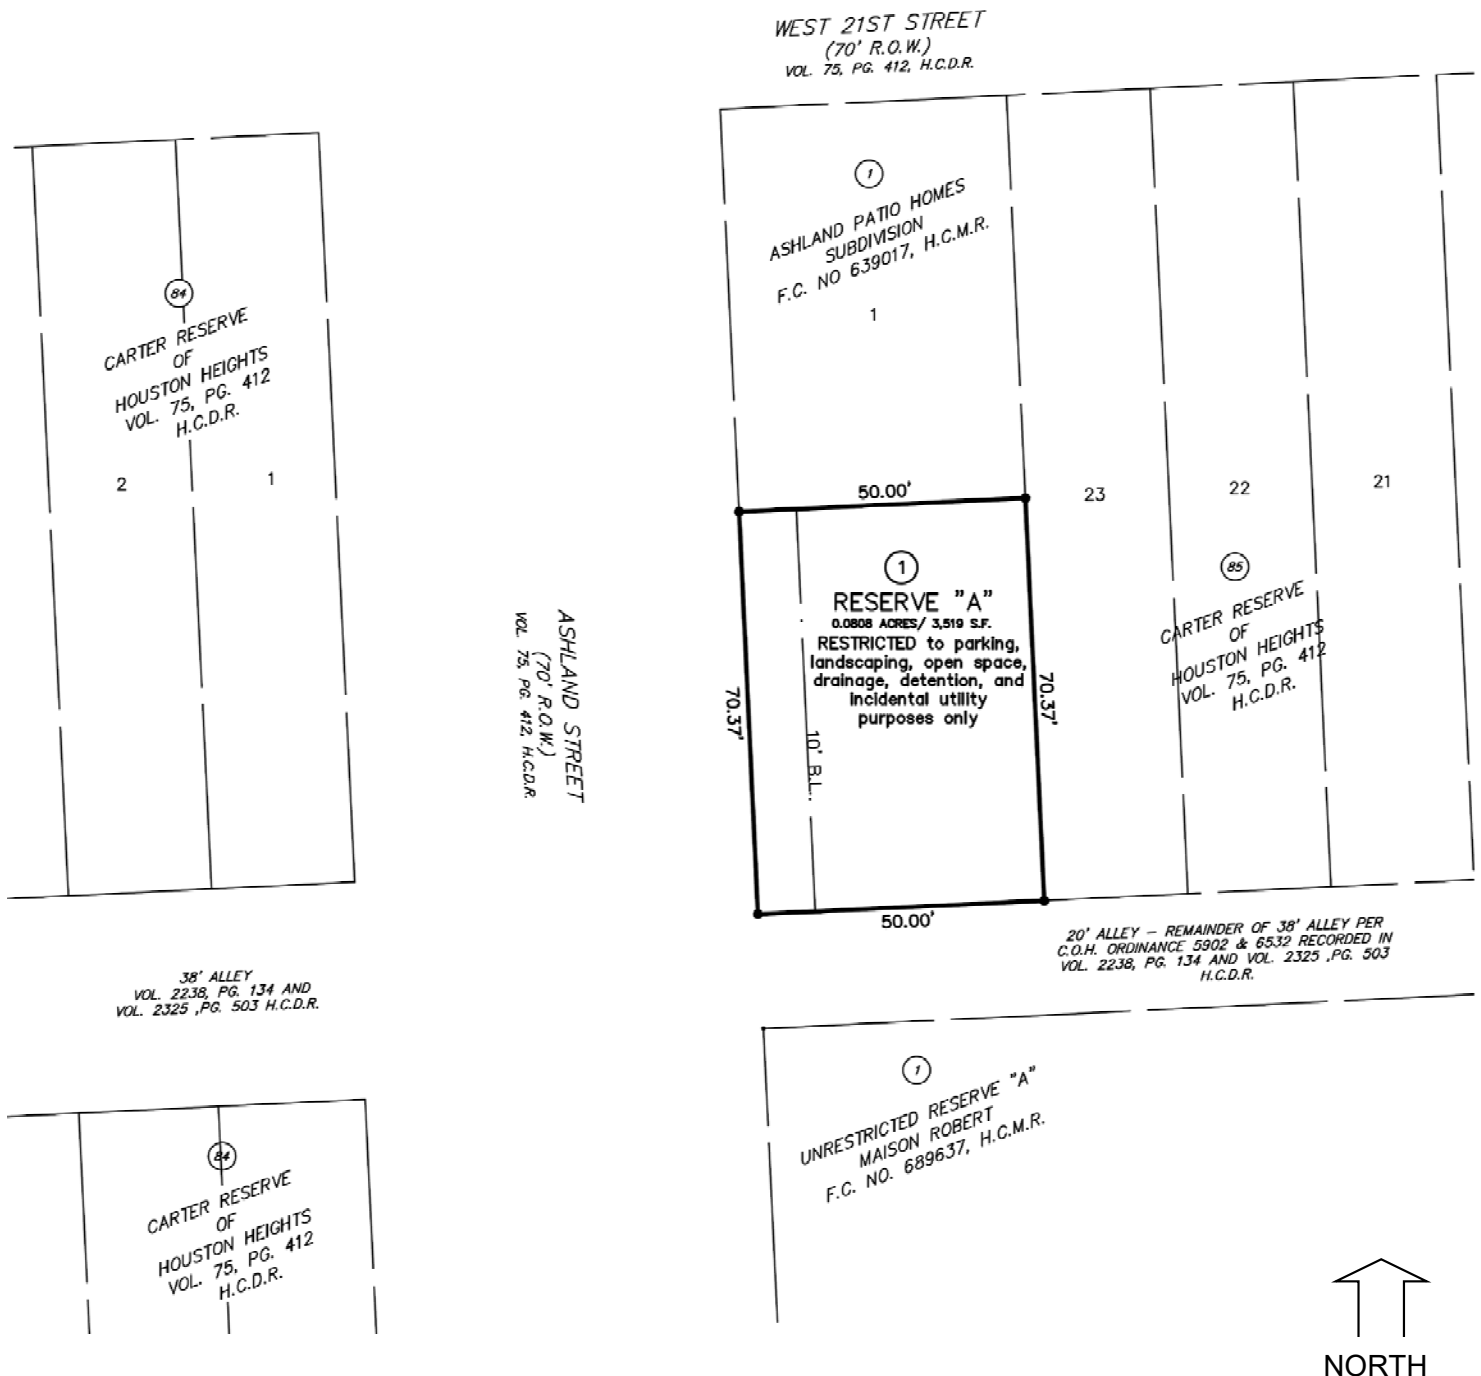 WEST 21ST STREET
(70' R.O.W.)
VOL. 75, PG. 412, H.C.D.R.
1
ASHLAND PATIO HOMES
SUBDIVISION
F.C. NO 639017, H.C.M.R.
1
84
CARTER RESERVE
OF
HOUSTON HEIGHTS
VOL. 75, PG. 412
H.C.D.R.
2
1
50.00'
23
22
21
1
RESERVE "A"
0.0808 ACRES/ 3,519 S.F.
RESTRICTED to parking,
landscaping, open space,
drainage, detention, and
incidental utility
purposes only
85
CARTER RESERVE
OF
HOUSTON HEIGHTS
VOL. 75, PG. 412
H.C.D.R.
ASHLAND STREET
(70' R.O.W.)
VOL. 75, PG. 412, H.C.D.R.
70.37'
70.37'
10' B.L.
50.00'
20' ALLEY – REMAINDER OF 38' ALLEY PER
C.O.H. ORDINANCE 5902 & 6532 RECORDED IN
VOL. 2238, PG. 134 AND VOL. 2325 ,PG. 503
H.C.D.R.
38' ALLEY
VOL. 2238, PG. 134 AND
VOL. 2325 ,PG. 503 H.C.D.R.
1
UNRESTRICTED RESERVE "A"
MAISON ROBERT
F.C. NO. 689637, H.C.M.R.
84
CARTER RESERVE
OF
HOUSTON HEIGHTS
VOL. 75, PG. 412
H.C.D.R.
NORTH